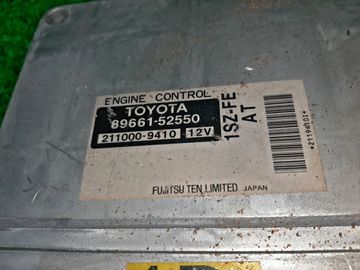 ENGINE CONTROL
TOYOTA
89661-52550
211000-9410 12V
1SZ-FE
AT
FUJITSU TEN LIMITED JAPAN